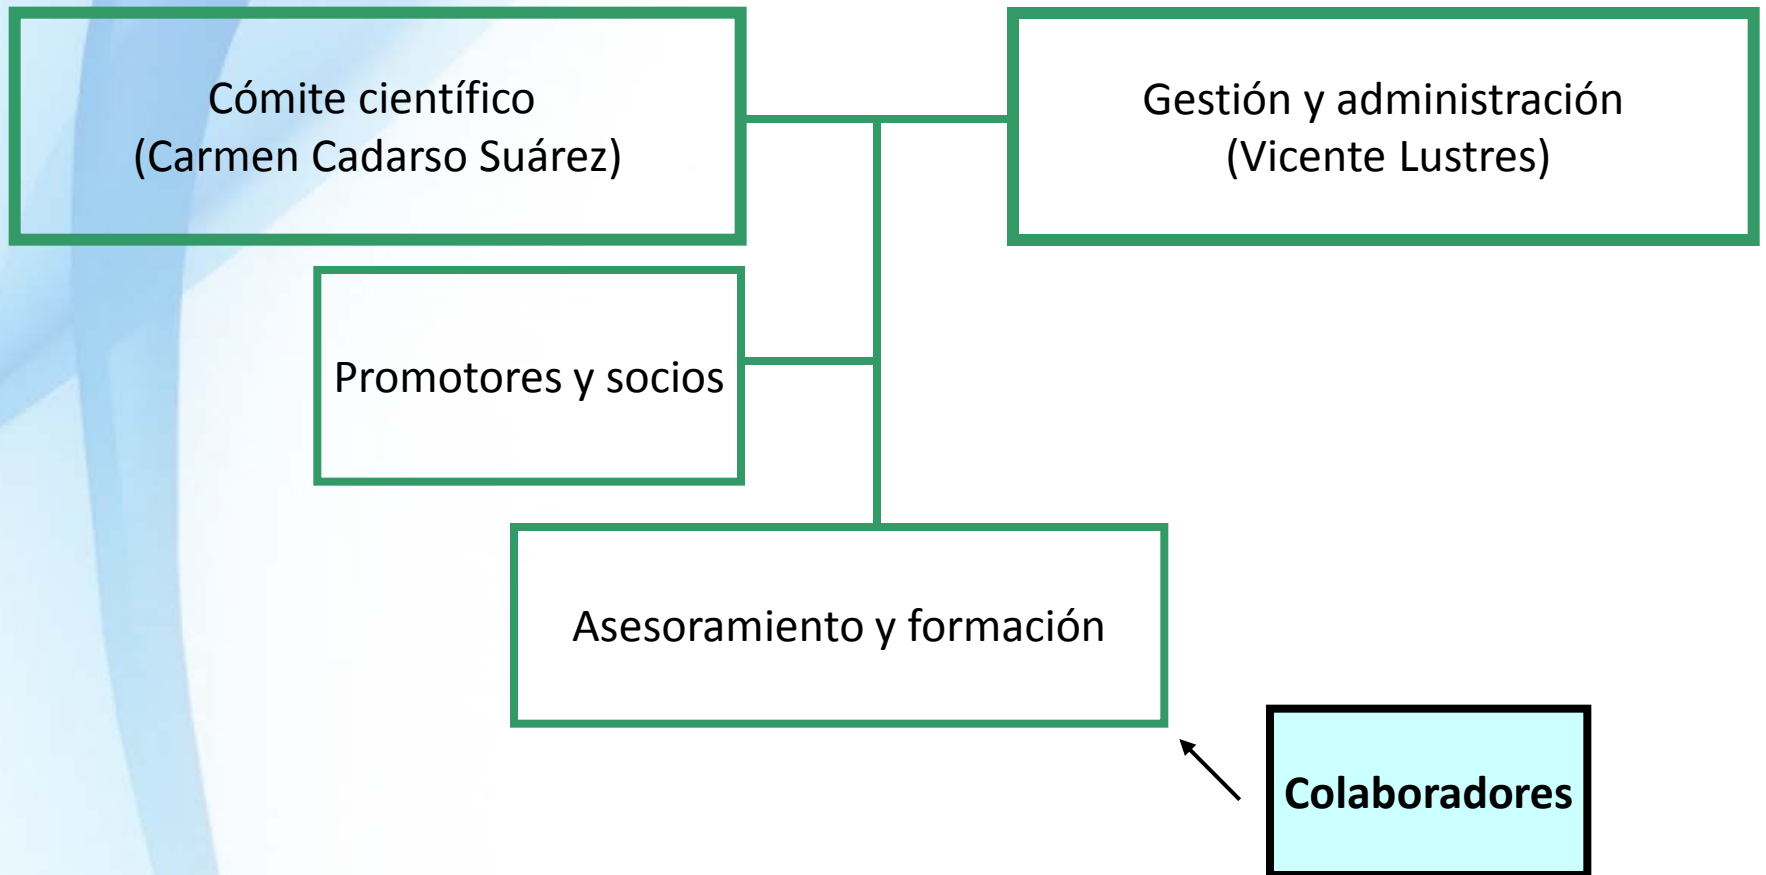 Cómite científico
(Carmen Cadarso Suárez)
Gestión y administración
(Vicente Lustres)
Promotores y socios
Asesoramiento y formación
Colaboradores